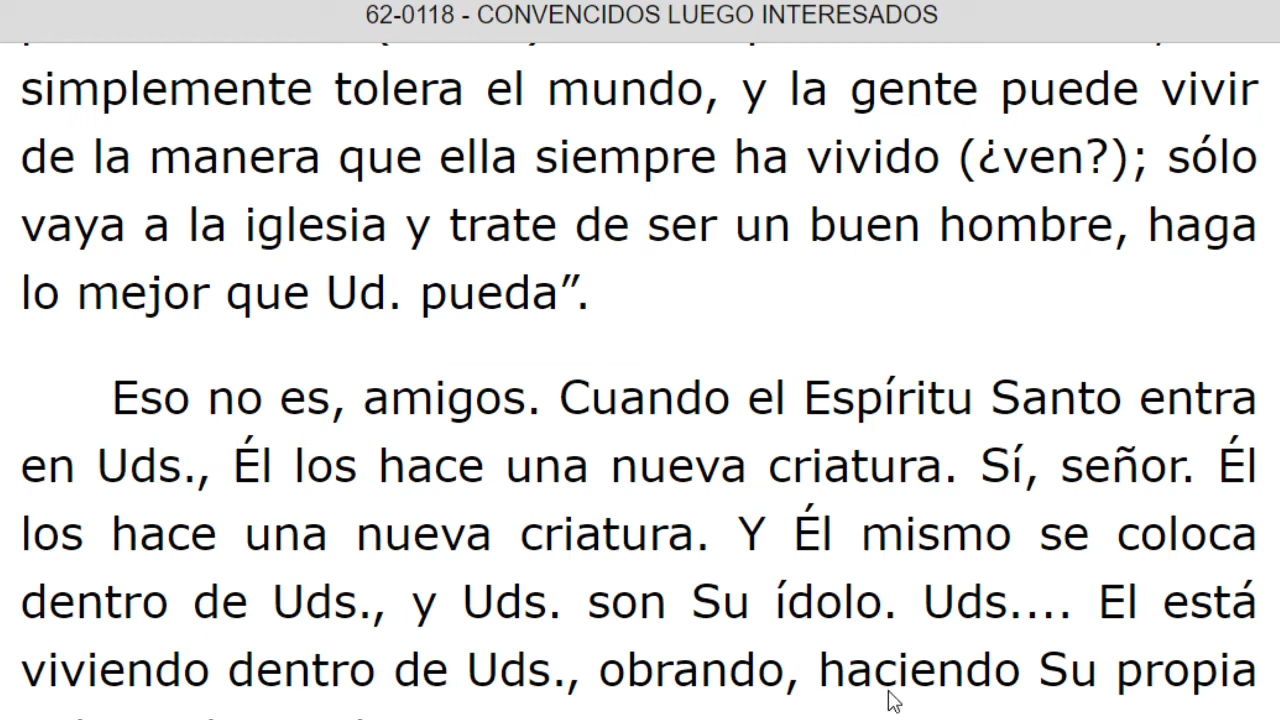 62-0118 - CONVENCIDOS LUEGO INTERESADOS
simplemente tolera el mundo, y la gente puede vivir
de la manera que ella siempre ha vivido (¿ven?); sólo
vaya a la iglesia y trate de ser un buen hombre, haga
lo mejor que Ud. pueda”.
Eso no es, amigos. Cuando el Espíritu Santo entra
en Uds., Él los hace una nueva criatura. Sí, señor. Él
los hace una nueva criatura. Y Él mismo se coloca
dentro de Uds., y Uds. son Su ídolo. Uds.... El está
viviendo dentro de Uds., obrando, haciendo Su propia